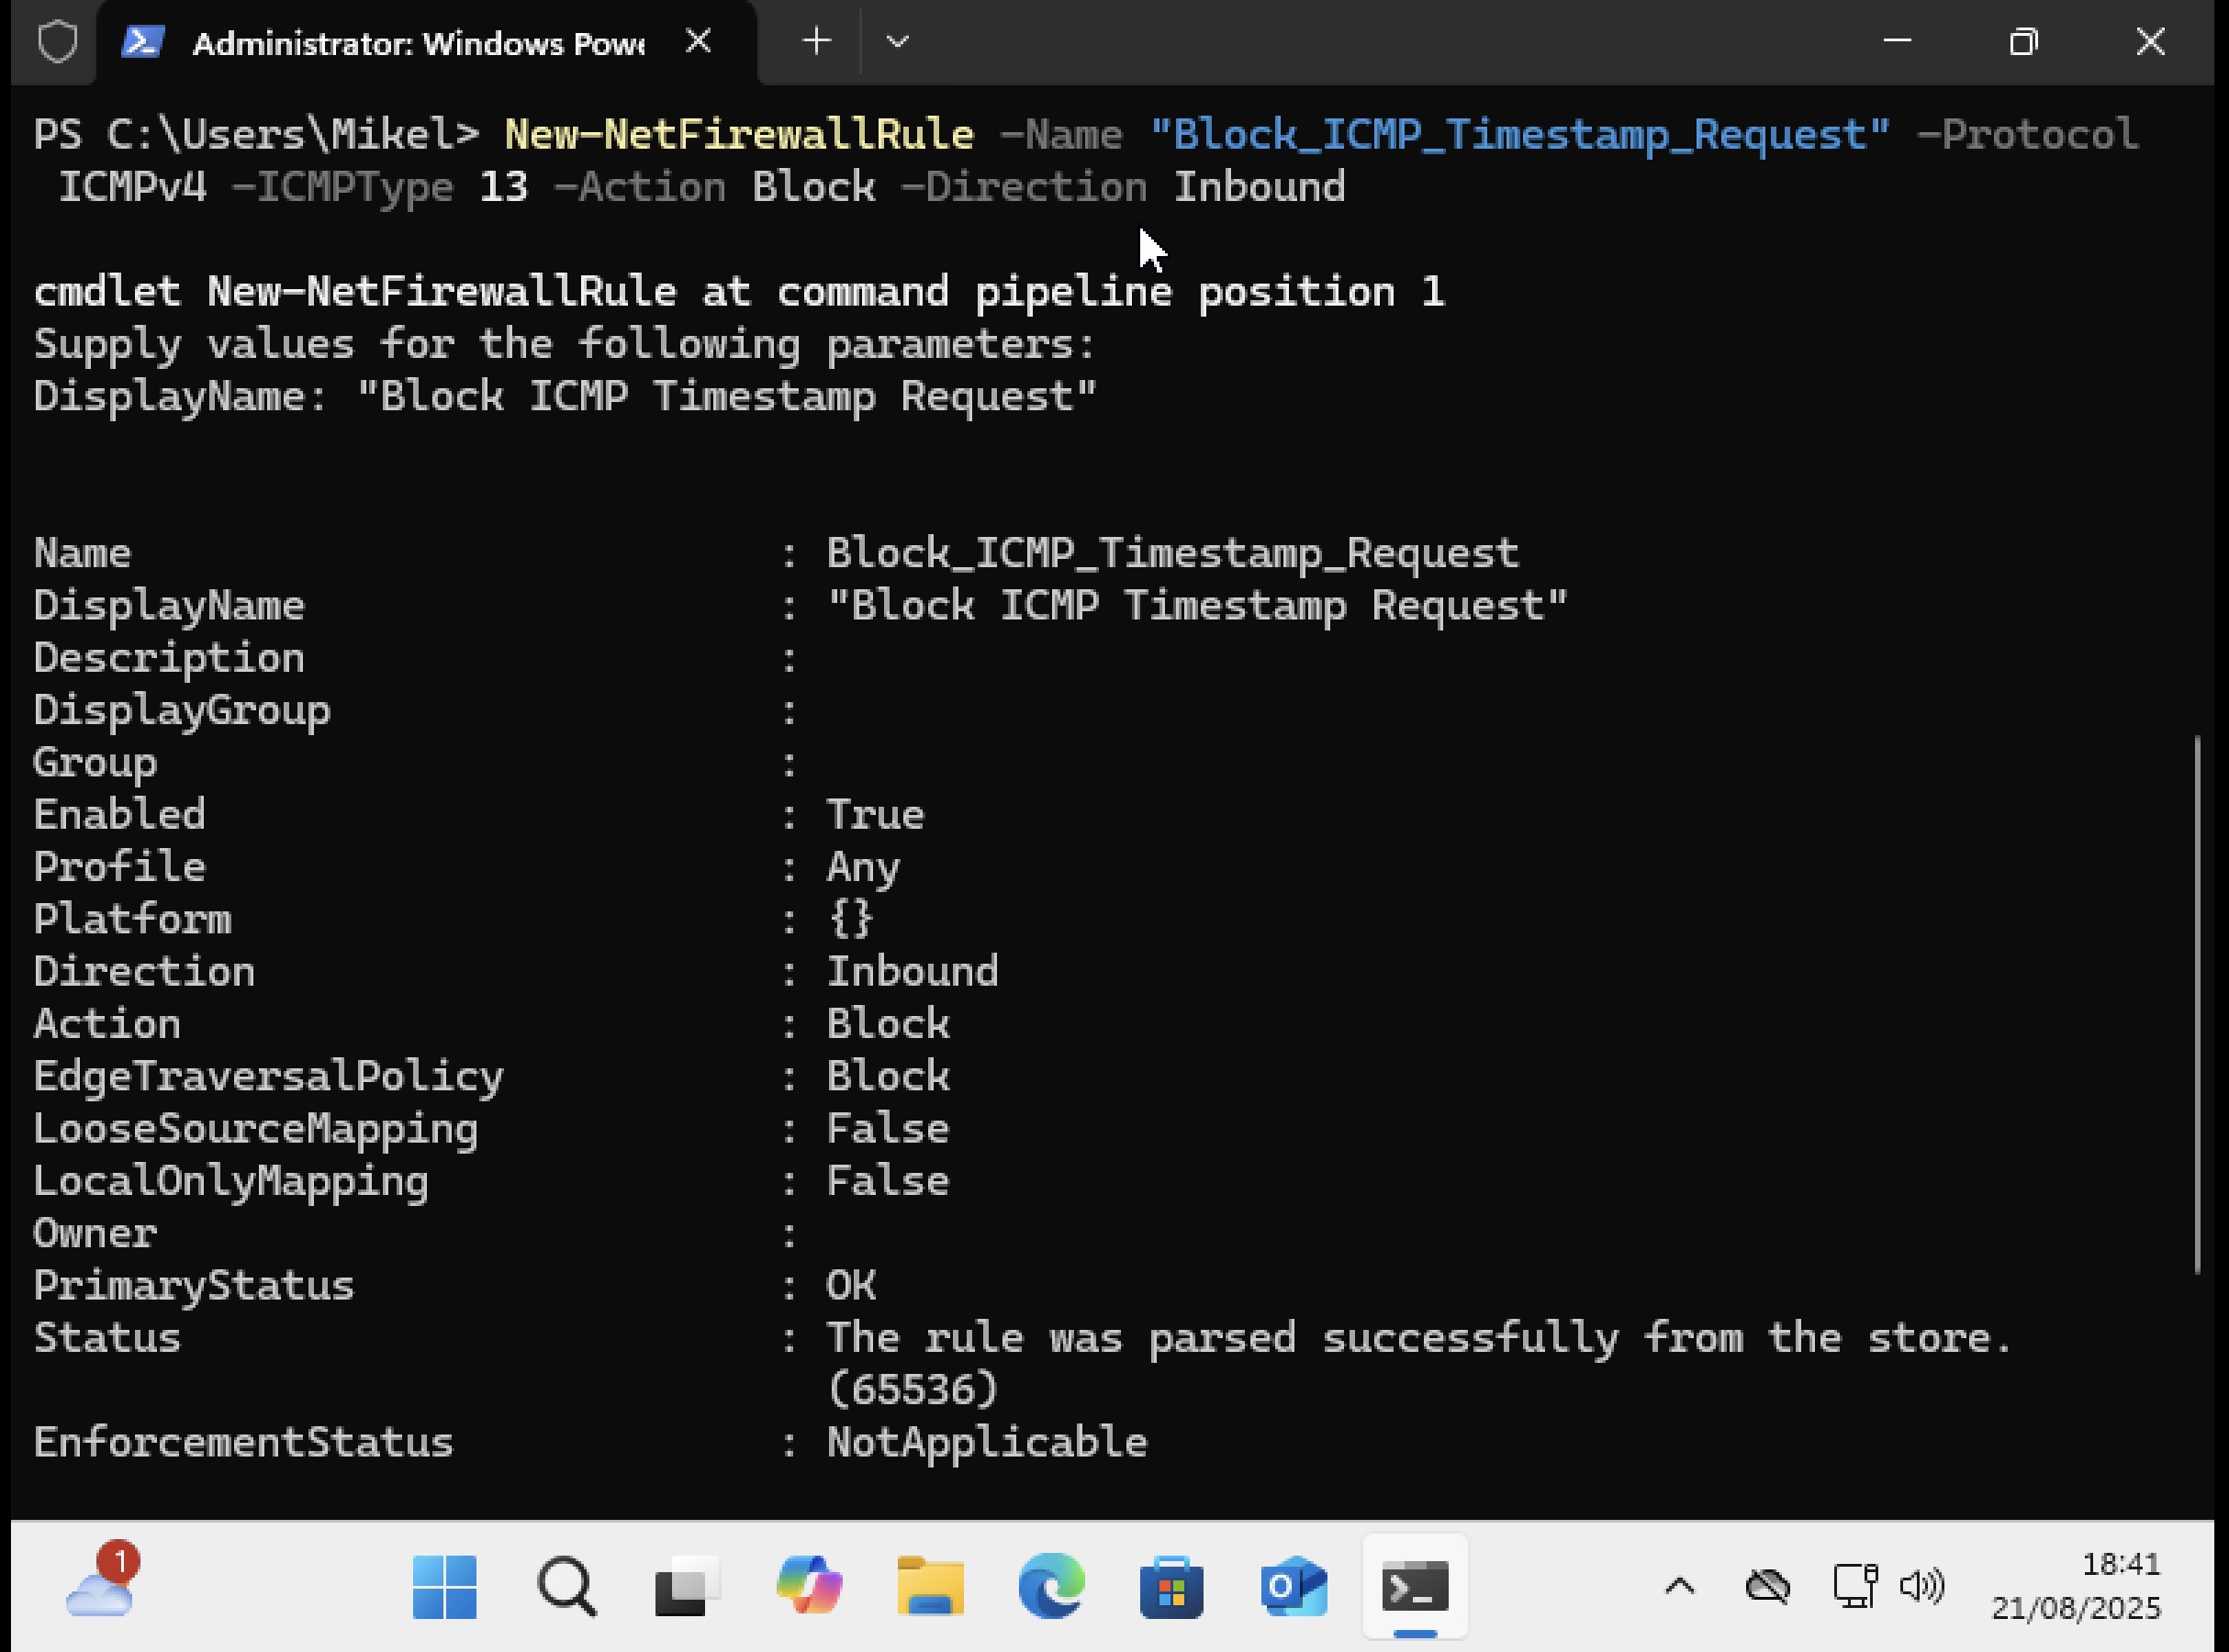 Administrator: Windows Powe
PS C:\Users\Mikel> New-NetFirewallRule -Name "Block_ICMP_Timestamp_Request" -Protocol
ICMPv4 -ICMPType 13 -Action Block -Direction Inbound
cmdlet New-NetFirewallRule at command pipeline position 1
Supply values for the following parameters:
DisplayName: "Block ICMP Timestamp Request"
Name : Block_ICMP_Timestamp_Request
DisplayName : "Block ICMP Timestamp Request"
Description :
DisplayGroup :
Group :
Enabled : True
Profile : Any
Platform : {}
Direction : Inbound
Action : Block
EdgeTraversalPolicy : Block
LooseSourceMapping : False
LocalOnlyMapping : False
Owner :
PrimaryStatus : OK
Status : The rule was parsed successfully from the store.
(65536)
EnforcementStatus : NotApplicable
1
18:41
21/08/2025